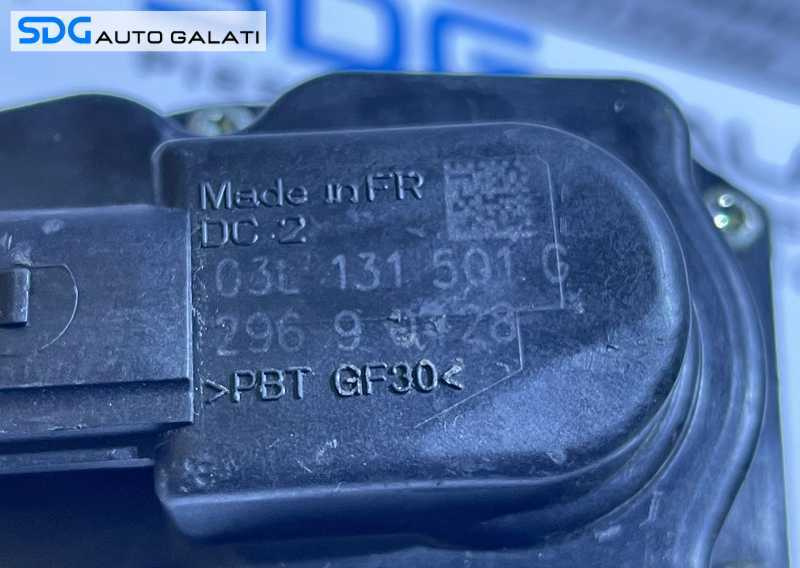 SDG AUTO GALATI
Made in FR
DC-2
03L 131 501 G
>PBT GF30<